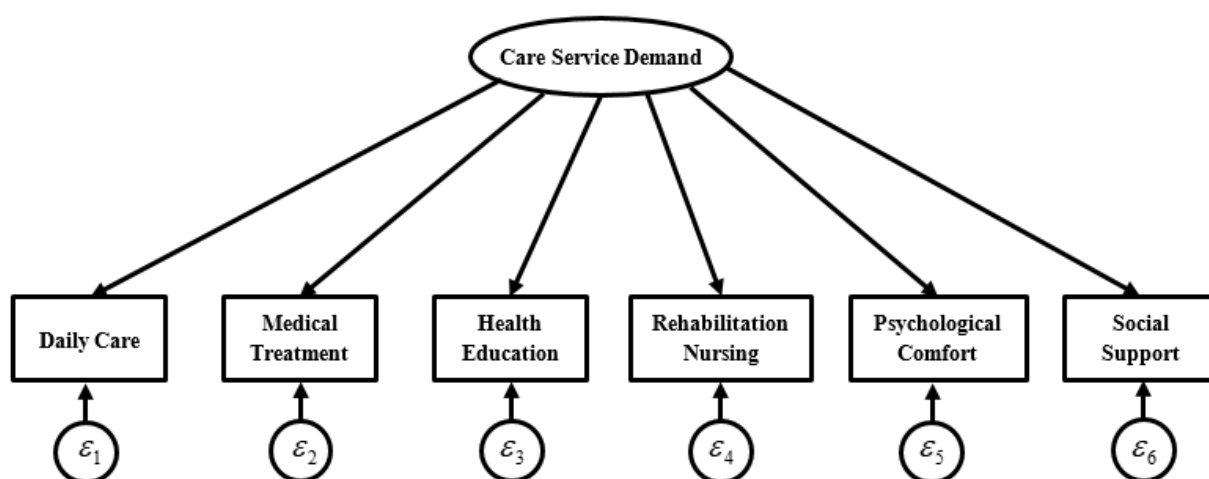 Care Service Demand
Daily Care
Medical
Treatment
Health
Education
Rehabilitation
Nursing
Psychological
Comfort
Social
Support
ε1
ε2
ε3
ε4
ε5
ε6